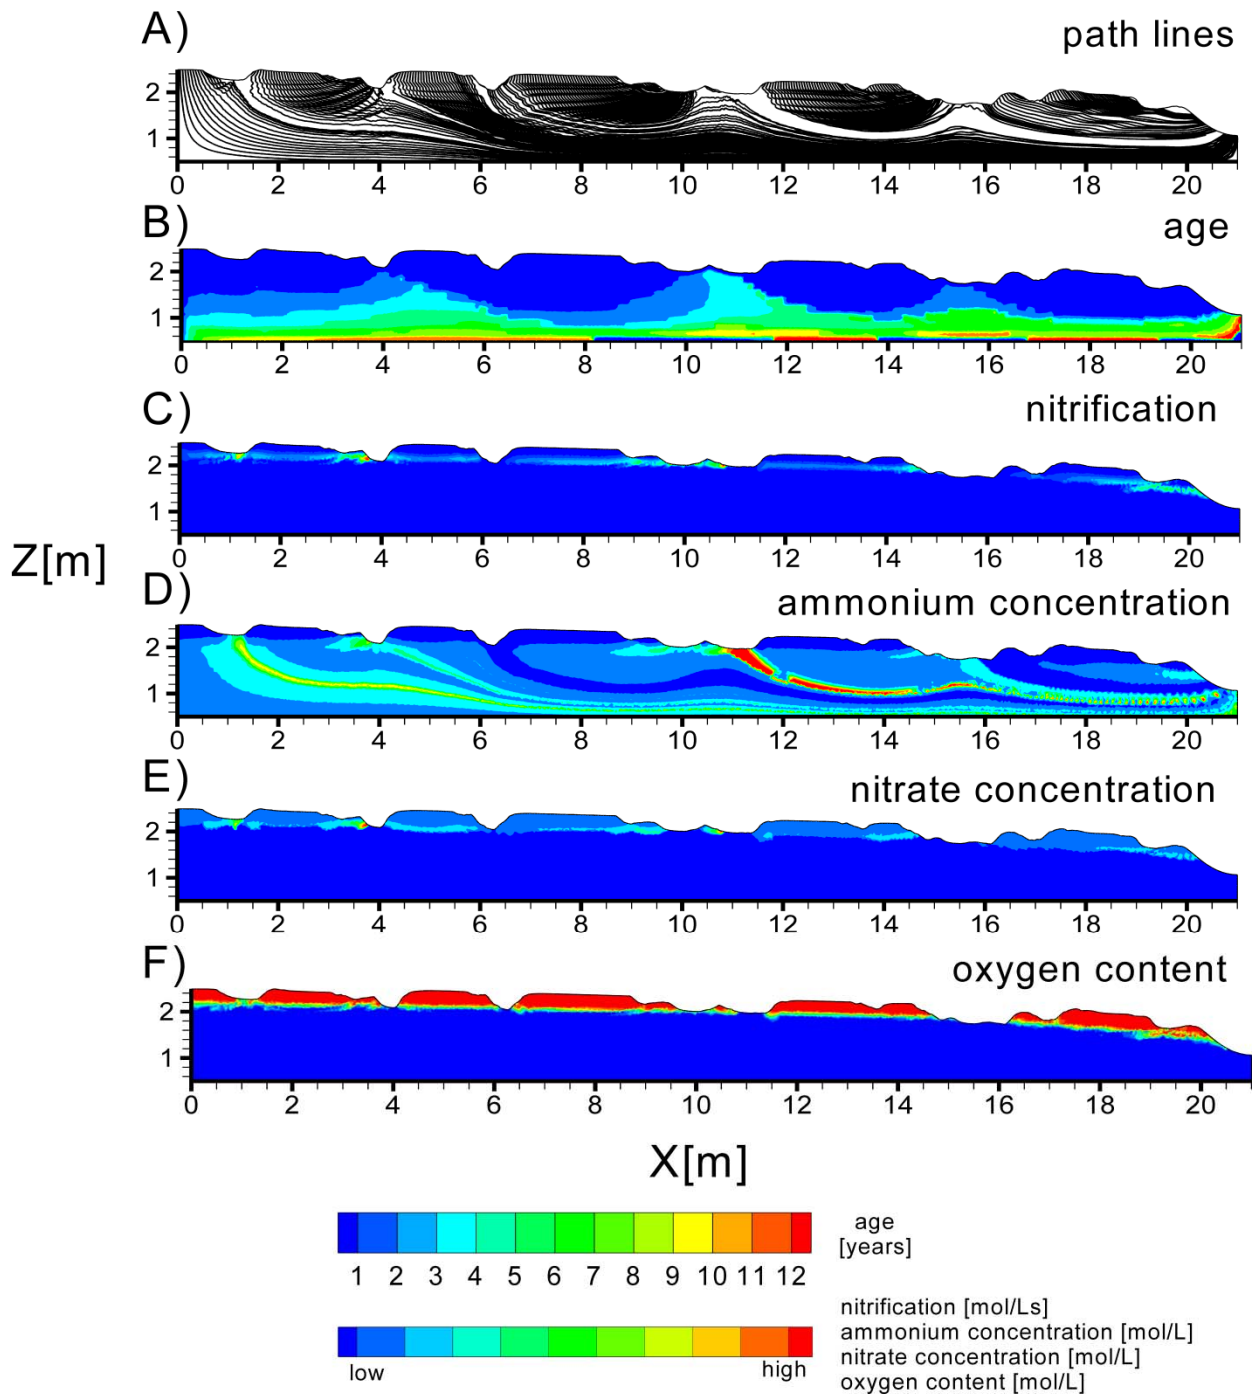 A)
path lines
2
1
0 2 4 6 8 10 12 14 16 18 20
B)
age
2
1
0 2 4 6 8 10 12 14 16 18 20
C)
nitrification
2
1
0 2 4 6 8 10 12 14 16 18 20
Z[m]
D)
ammonium concentration
2
1
0 2 4 6 8 10 12 14 16 18 20
E)
nitrate concentration
2
1
0 2 4 6 8 10 12 14 16 18 20
F)
oxygen content
2
1
0 2 4 6 8 10 12 14 16 18 20
X[m]
age
[years]
1 2 3 4 5 6 7 8 9 10 11 12
low high
nitrification [mol/Ls]
ammonium concentration [mol/L]
nitrate concentration [mol/L]
oxygen content [mol/L]